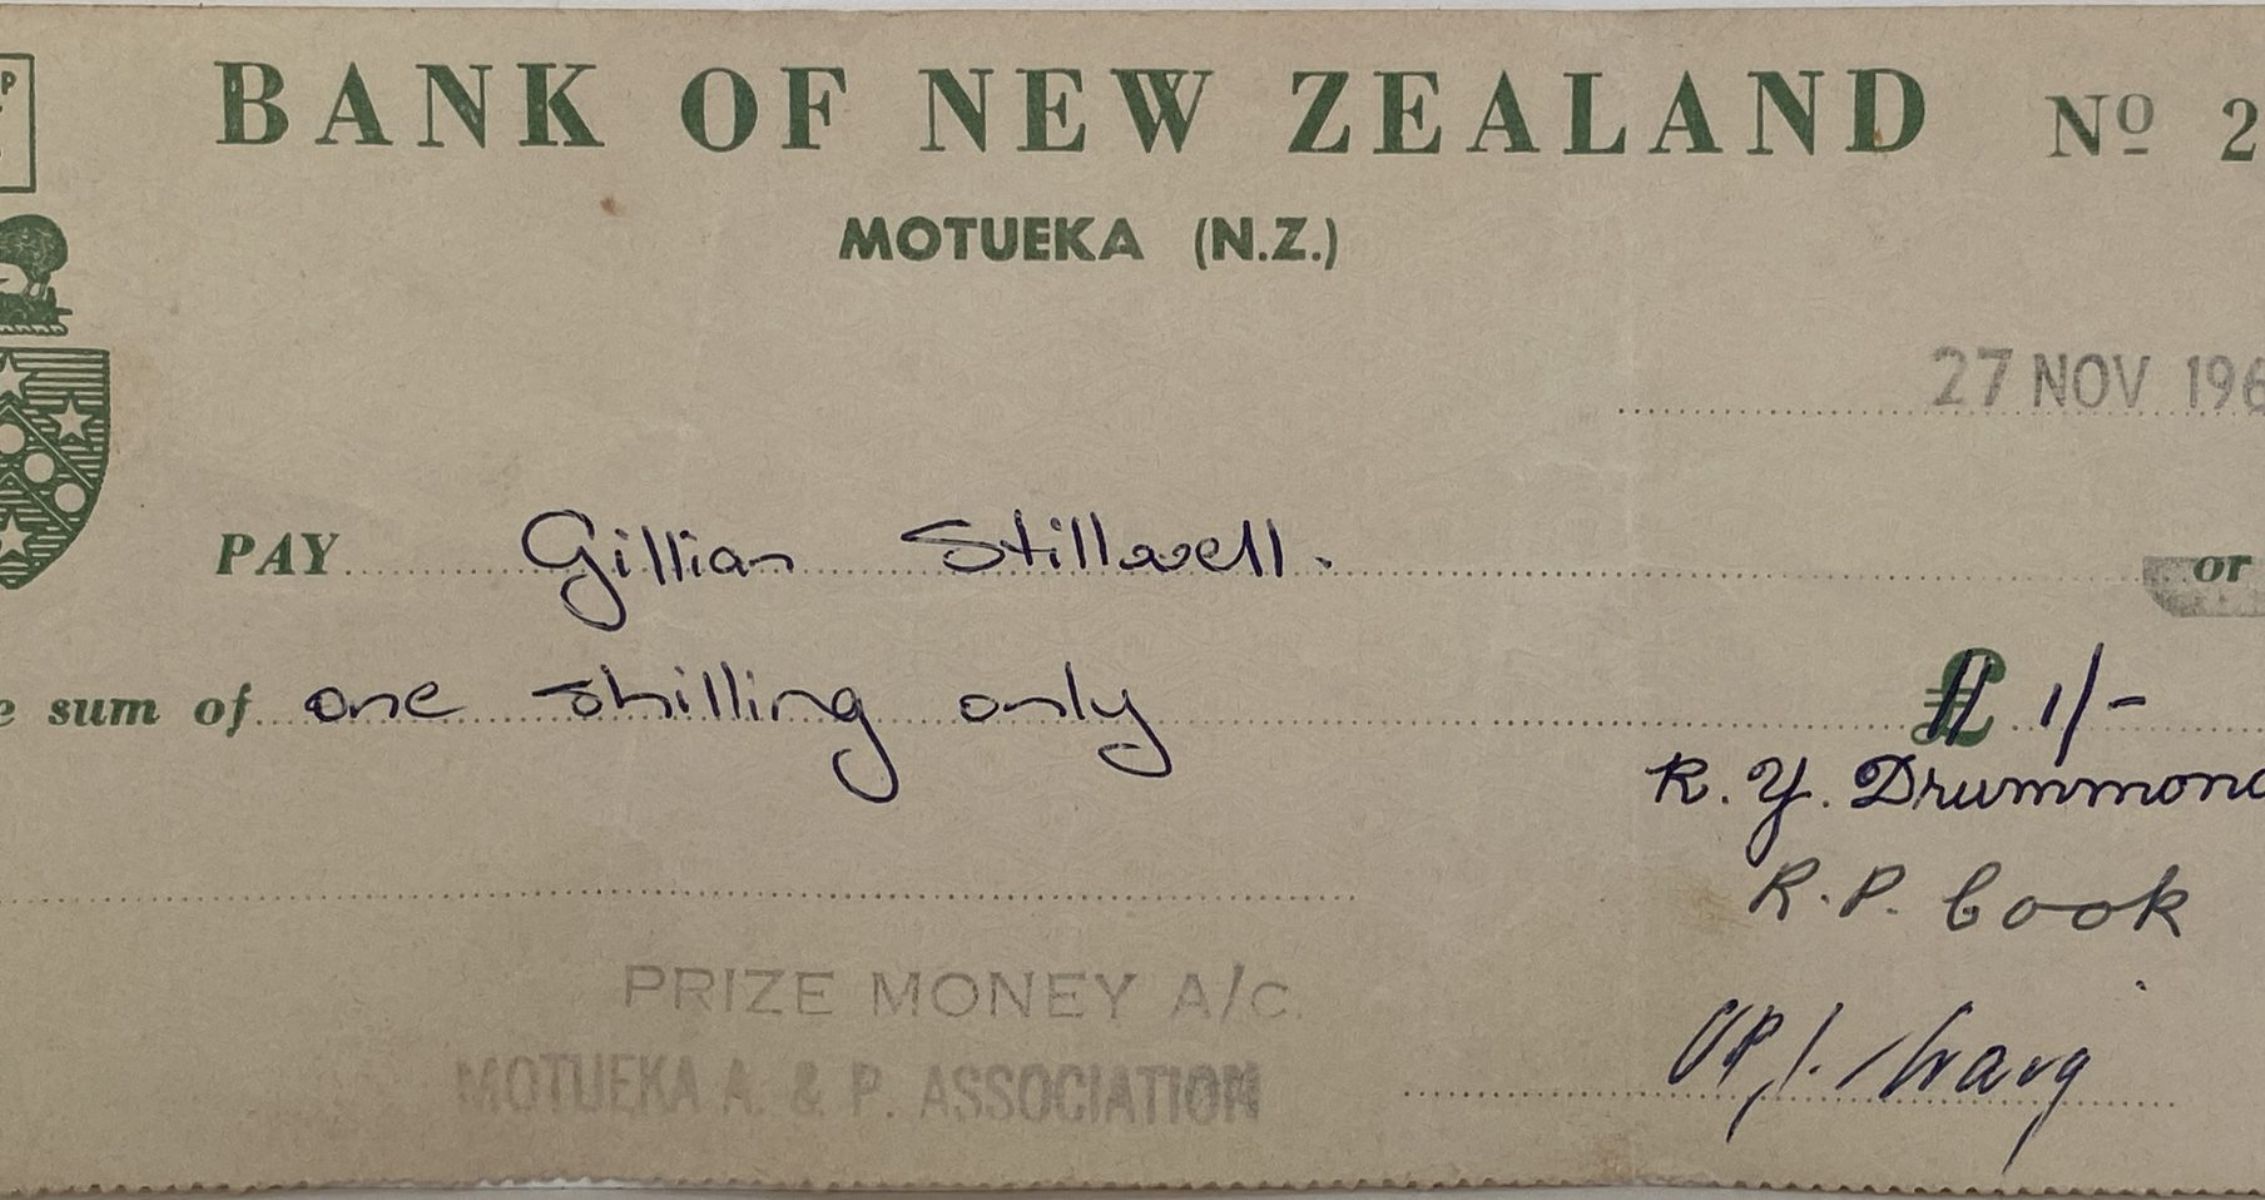 BANK OF NEW ZEALAND Nº 2
MOTUEKA (N.Z.)
27 NOV 196
PAY Gillian Stillwell. or
sum of one shilling only £ 1/-
R. Y. Drummond
R. P. Cook
PRIZE MONEY A/C.
MOTUEKA A. & P. ASSOCIATION